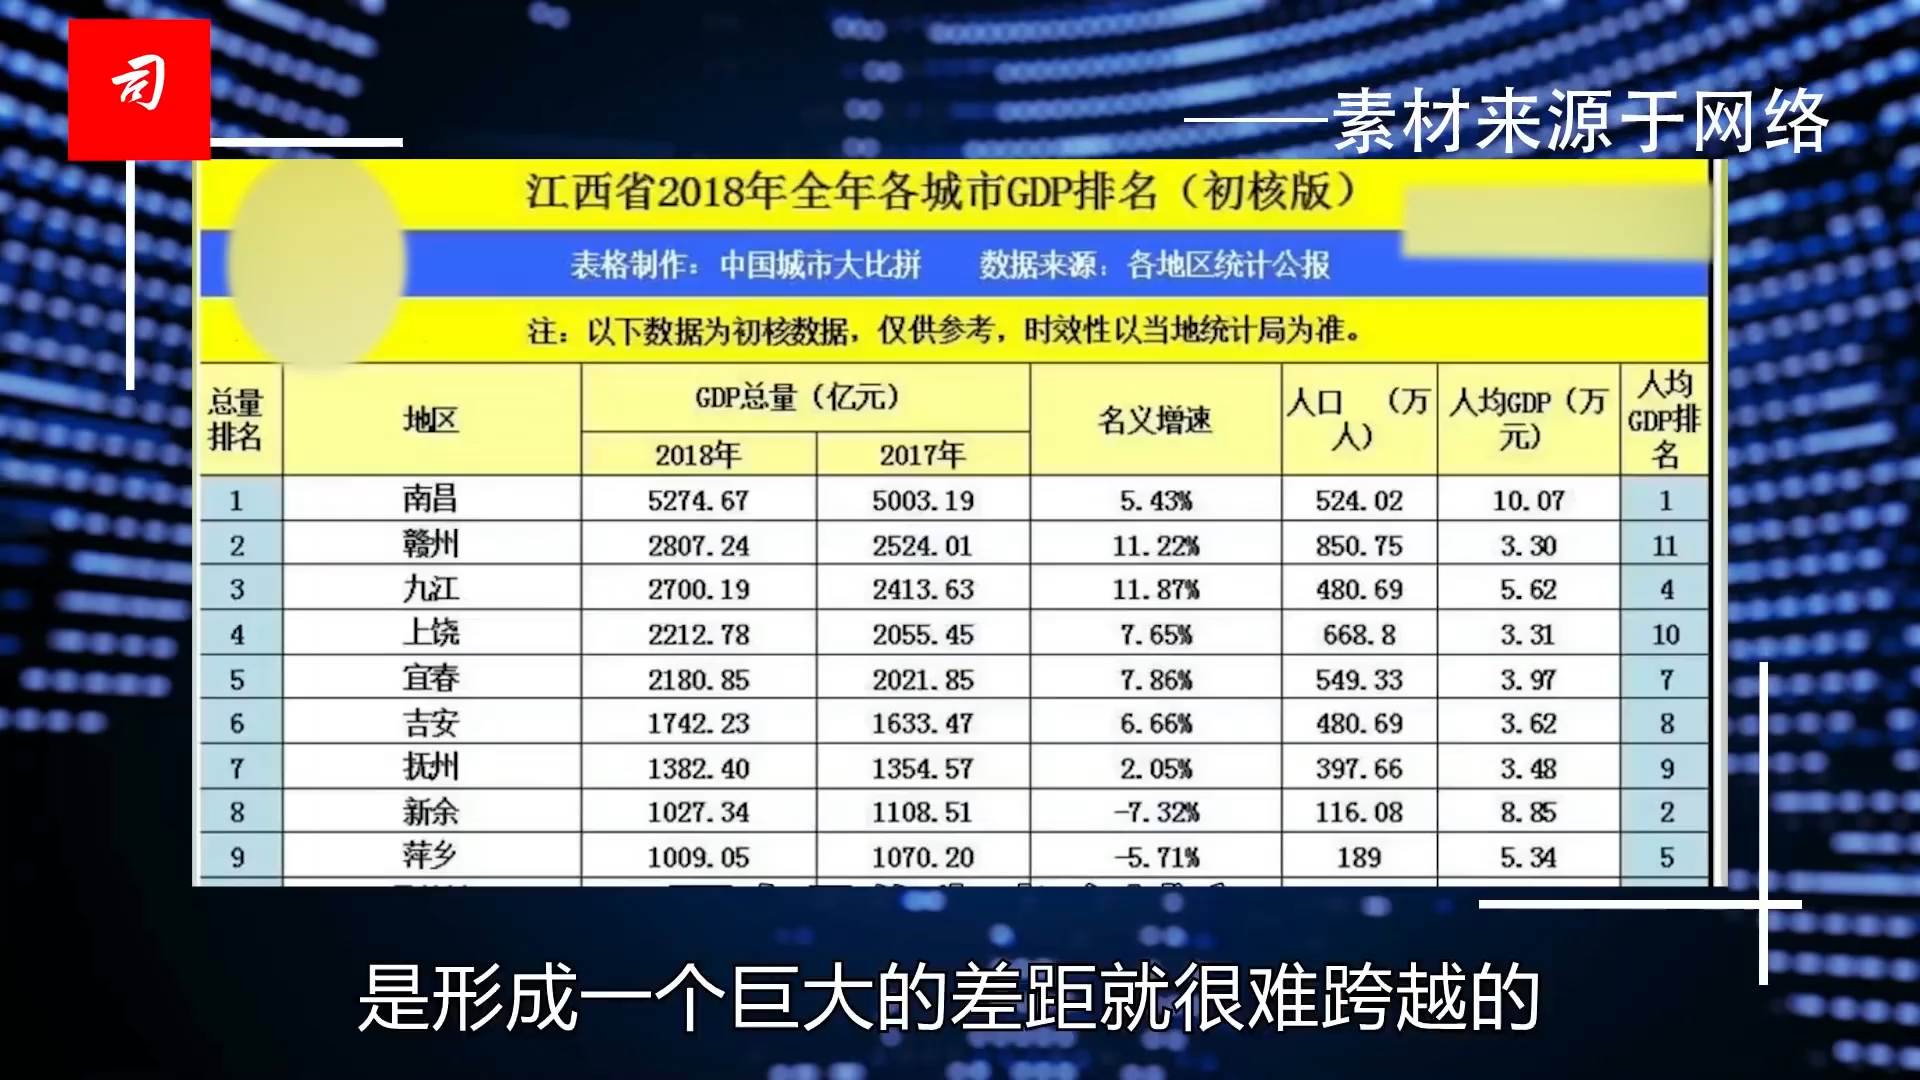 司
——素材来源于网络
江西省2018年全年各城市GDP排名（初核版）
表格制作：中国城市大比拼 数据来源：各地区统计公报
注：以下数据为初核数据，仅供参考，时效性以当地统计局为准。
总量排名 地区 GDP总量（亿元） 名义增速 人口（万人） 人均GDP（万元） 人均GDP排名
2018年 2017年
1 南昌 5274.67 5003.19 5.43% 524.02 10.07 1
2 赣州 2807.24 2524.01 11.22% 850.75 3.30 11
3 九江 2700.19 2413.63 11.87% 480.69 5.62 4
4 上饶 2212.78 2055.45 7.65% 668.8 3.31 10
5 宜春 2180.85 2021.85 7.86% 549.33 3.97 7
6 吉安 1742.23 1633.47 6.66% 480.69 3.62 8
7 抚州 1382.40 1354.57 2.05% 397.66 3.48 9
8 新余 1027.34 1108.51 -7.32% 116.08 8.85 2
9 萍乡 1009.05 1070.20 -5.71% 189 5.34 5
是形成一个巨大的差距就很难跨越的